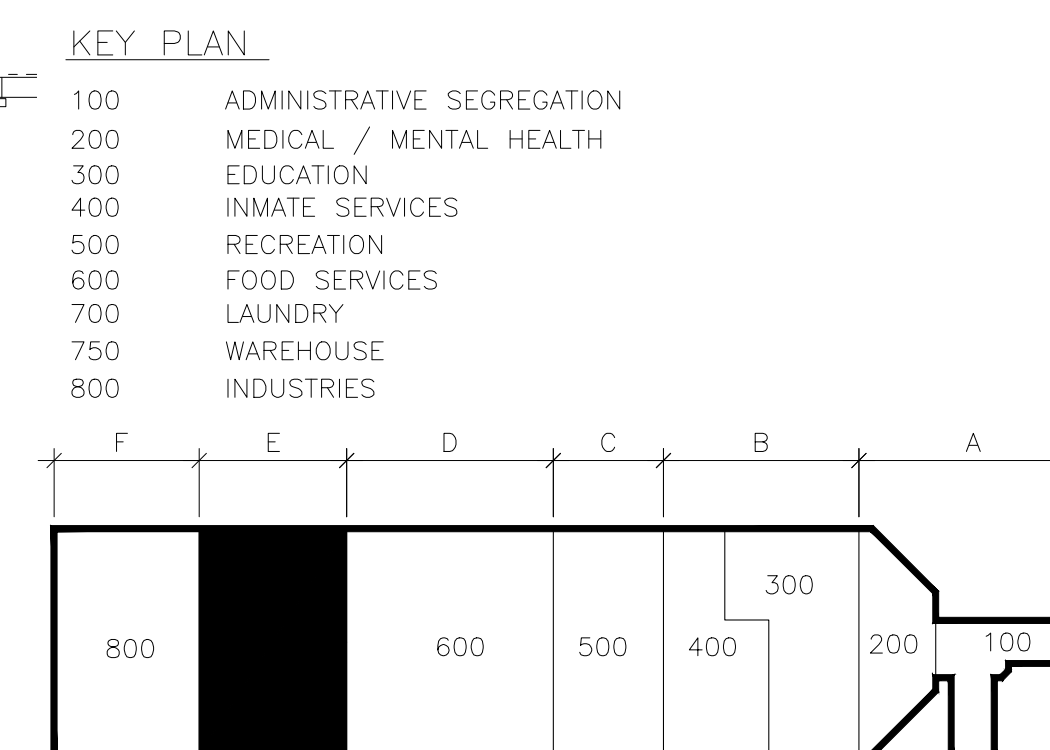 KEY PLAN
100 ADMINISTRATIVE SEGREGATION
200 MEDICAL / MENTAL HEALTH
300 EDUCATION
400 INMATE SERVICES
500 RECREATION
600 FOOD SERVICES
700 LAUNDRY
750 WAREHOUSE
800 INDUSTRIES
F E D C B A
300
800 600 500 400 200 100